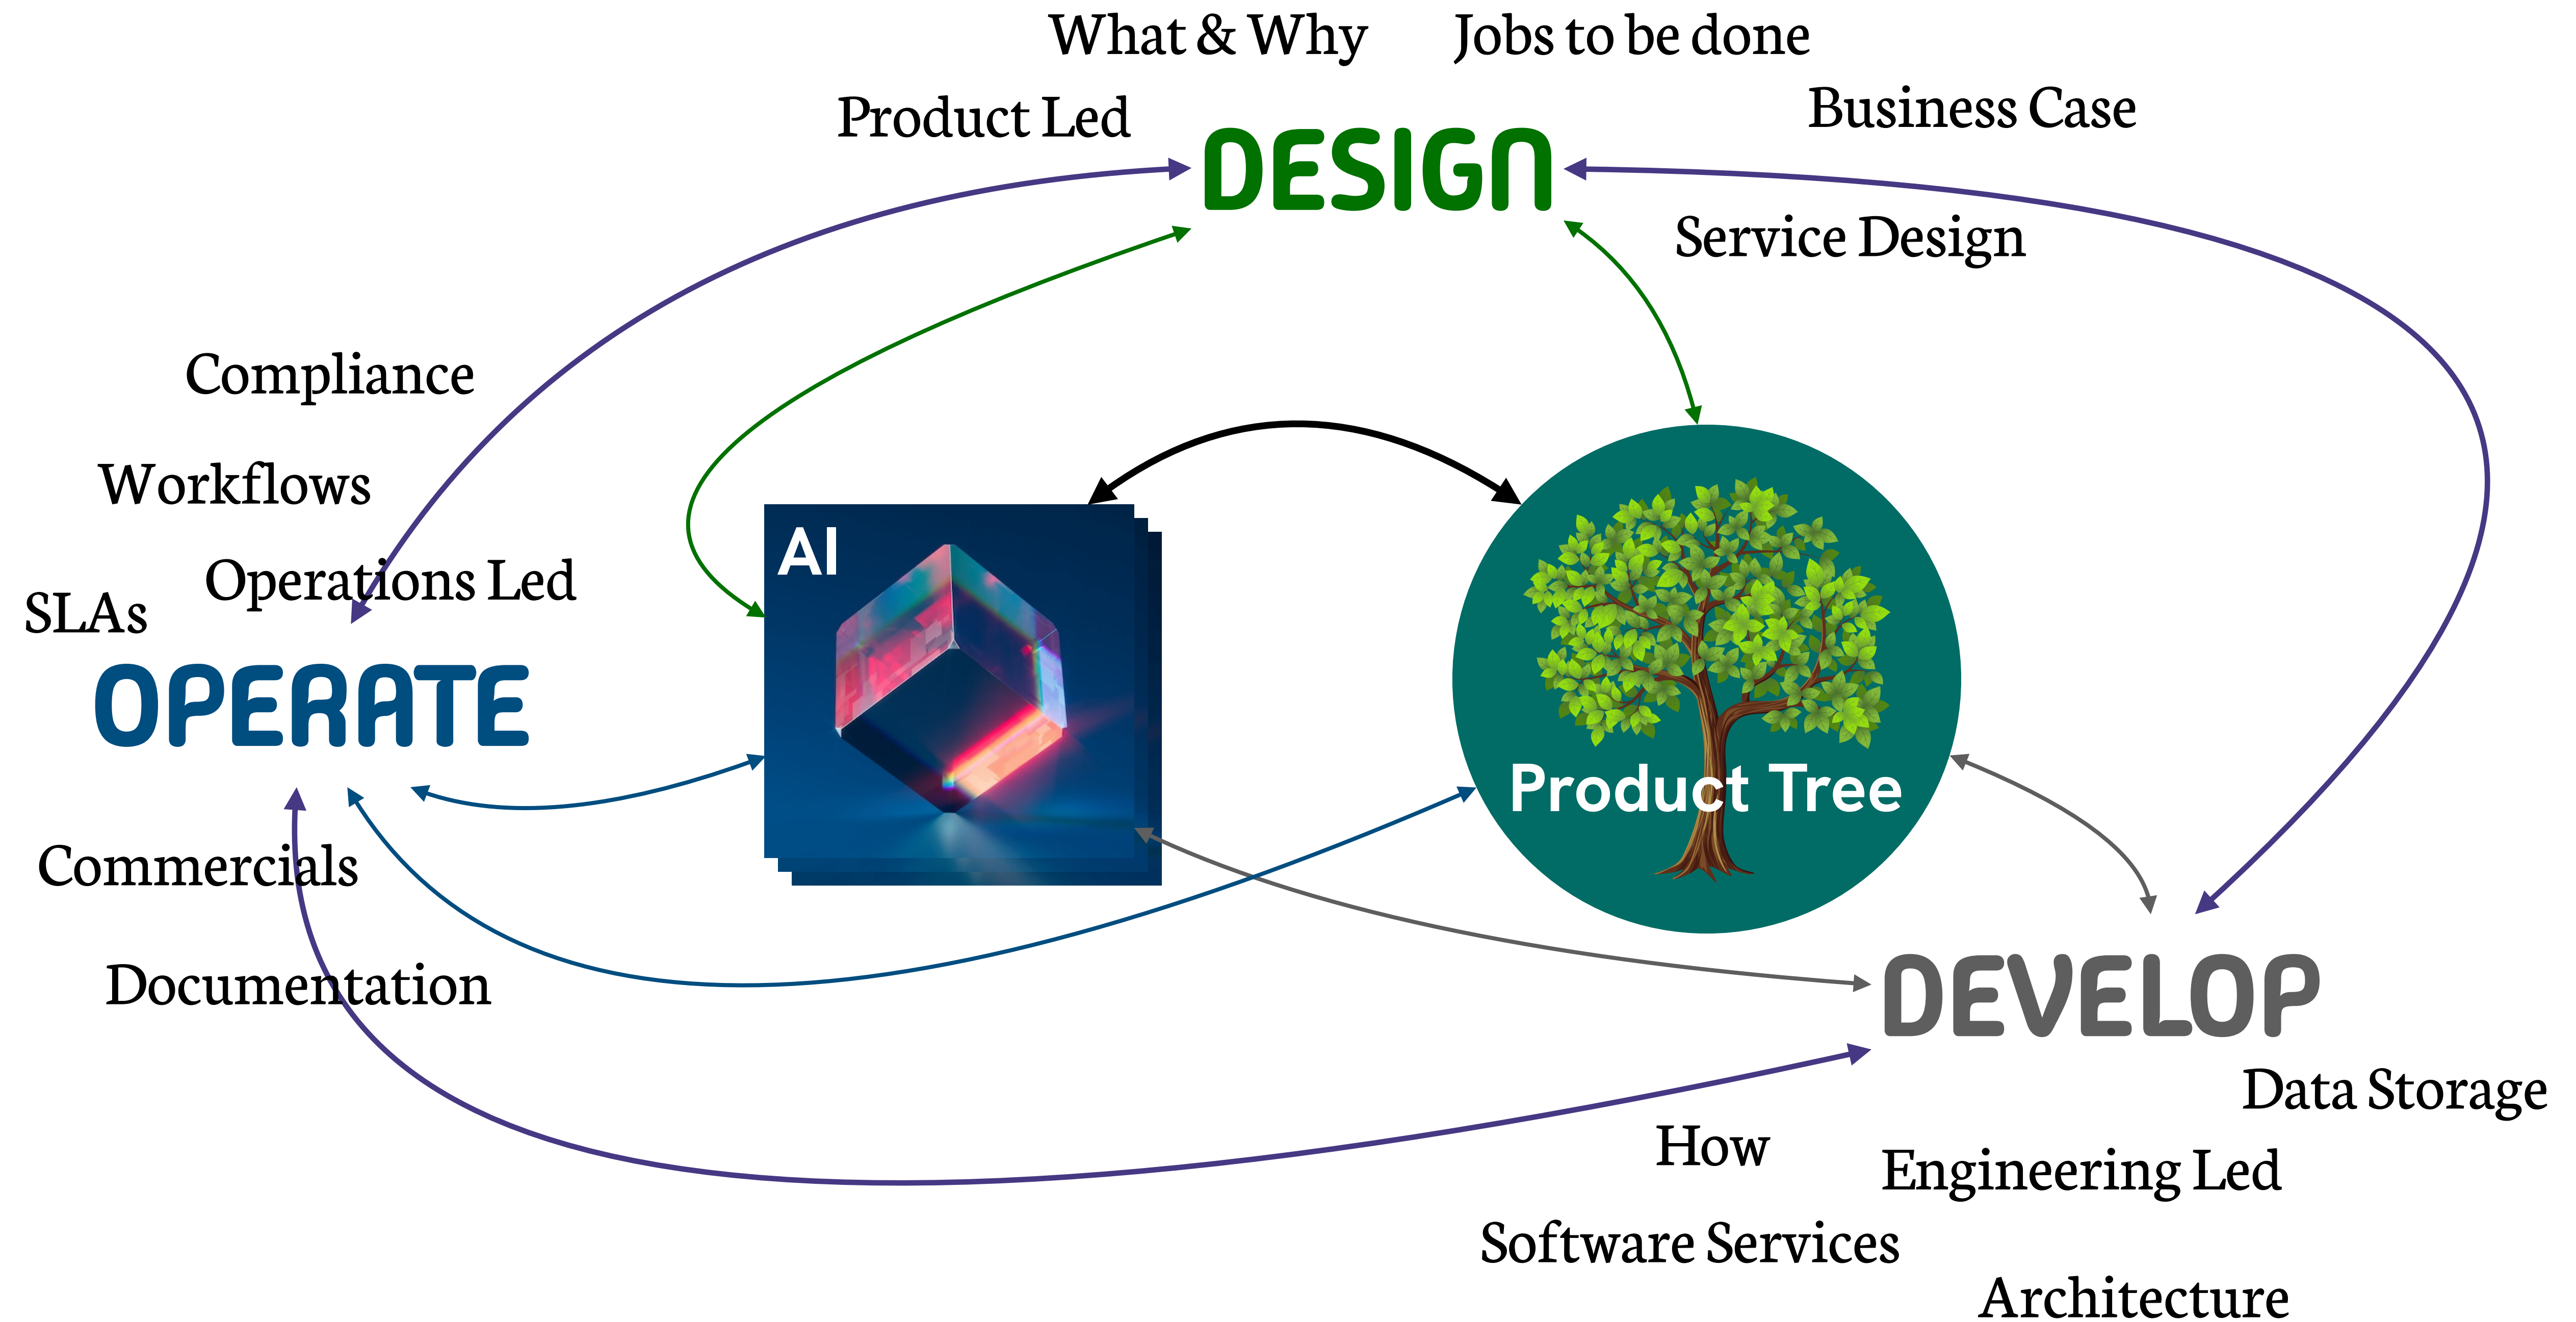 What & Why
Jobs to be done
Product Led
Business Case
DESIGN
Service Design
Compliance
Workflows
Operations Led
SLAs
OPERATE
AI
Product Tree
Commercials
Documentation
DEVELOP
Data Storage
How
Engineering Led
Software Services
Architecture